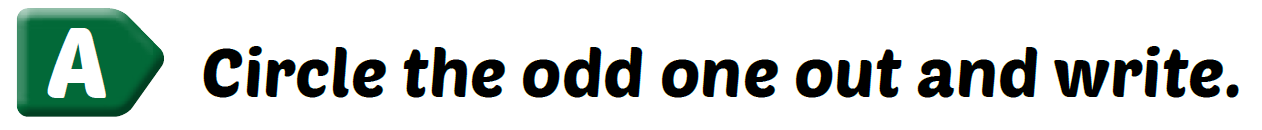 A Circle the odd one out and write.